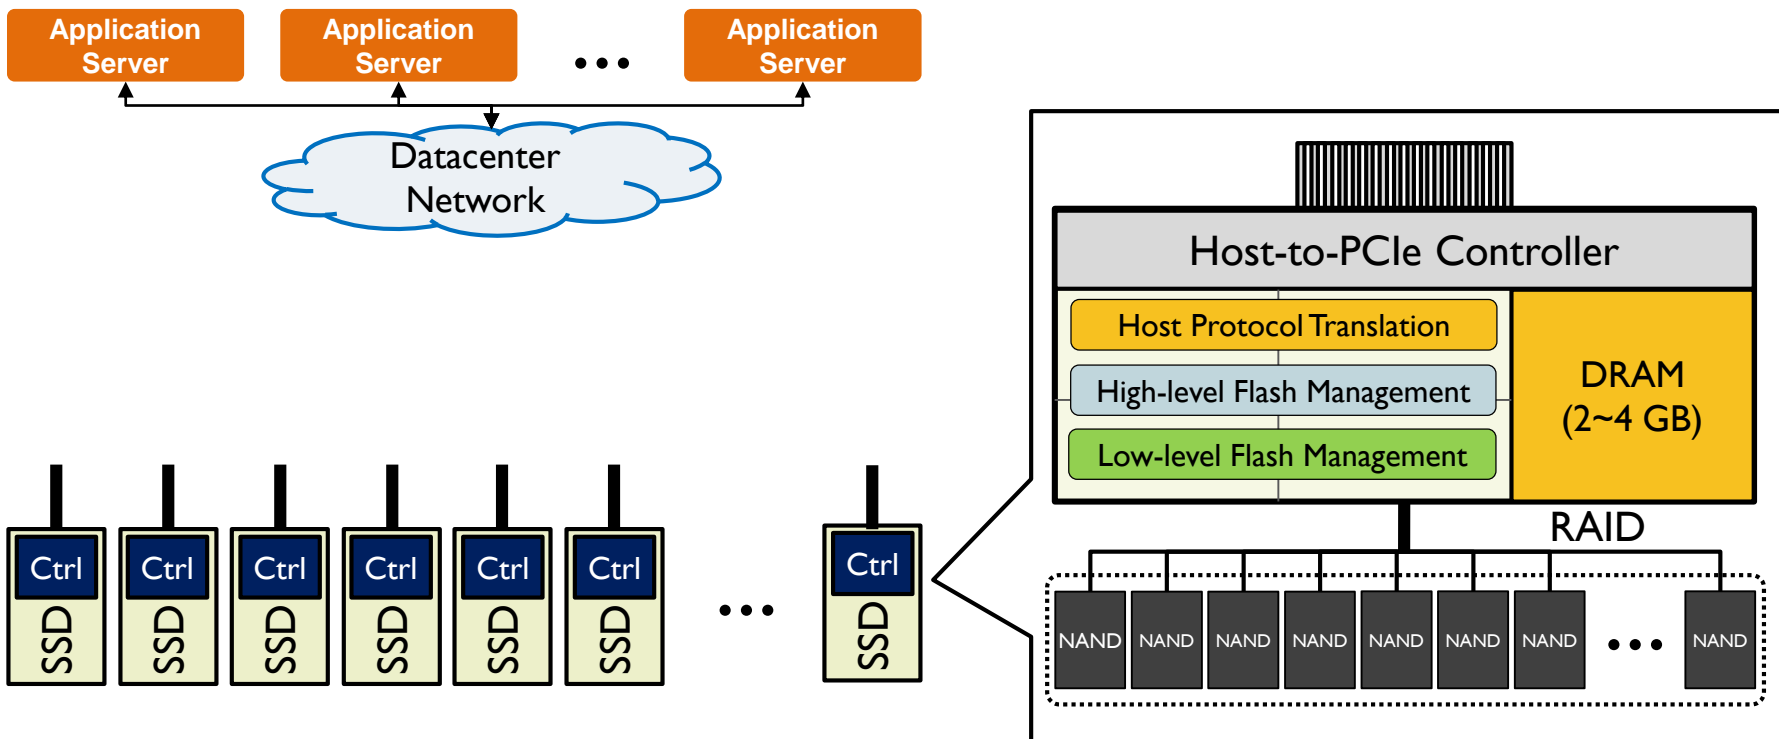 Application
Server
Application
Server
Application
Server
Datacenter
Network
Host-to-PCIe Controller
Host Protocol Translation
High-level Flash Management
Low-level Flash Management
DRAM
(2~4 GB)
RAID
Ctrl
SSD
Ctrl
SSD
Ctrl
SSD
Ctrl
SSD
Ctrl
SSD
Ctrl
SSD
Ctrl
SSD
NAND
NAND
NAND
NAND
NAND
NAND
NAND
NAND